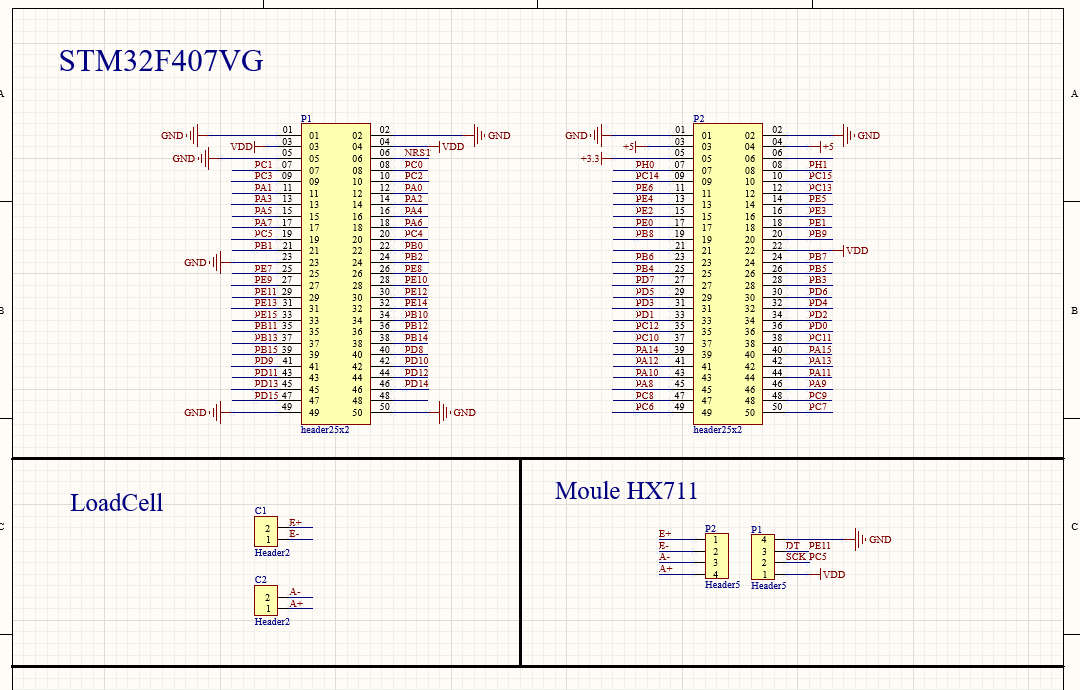 A
A
STM32F407VG
P1
GND 01 01 02 02 GND
VDD 03 03 04 04 VDD
GND 05 05 06 06 NRST
PC1 07 07 08 08 PC0
PC3 09 09 10 10 PC2
PA1 11 11 12 12 PA0
PA3 13 13 14 14 PA2
PA5 15 15 16 16 PA4
PA7 17 17 18 18 PA6
PC5 19 19 20 20 PC4
PB1 21 21 22 22 PB0
GND 23 23 24 24 PB2
PE7 25 25 26 26 PE8
PE9 27 27 28 28 PE10
PE11 29 29 30 30 PE12
PE13 31 31 32 32 PE14
PE15 33 33 34 34 PB10
PB11 35 35 36 36 PB12
PB13 37 37 38 38 PB14
PB15 39 39 40 40 PD8
PD9 41 41 42 42 PD10
PD11 43 43 44 44 PD12
PD13 45 45 46 46 PD14
PD15 47 47 48 48
GND 49 49 50 50 GND
header25x2
P2
GND 01 01 02 02 GND
+5 03 03 04 04 +5
+3.3 05 05 06 06
PH0 07 07 08 08 PH1
PC14 09 09 10 10 PC15
PE6 11 11 12 12 PC13
PE4 13 13 14 14 PE5
PE2 15 15 16 16 PE3
PE0 17 17 18 18 PE1
PB8 19 19 20 20 PB9
21 21 22 22 VDD
PB6 23 23 24 24 PB7
PB4 25 25 26 26 PB5
PD7 27 27 28 28 PB3
PD5 29 29 30 30 PD6
PD3 31 31 32 32 PD4
PD1 33 33 34 34 PD2
PC12 35 35 36 36 PD0
PC10 37 37 38 38 PC11
PA14 39 39 40 40 PA15
PA12 41 41 42 42 PA13
PA10 43 43 44 44 PA11
PA8 45 45 46 46 PA9
PC8 47 47 48 48 PC9
PC6 49 49 50 50 PC7
header25x2
B
B
LoadCell
C1
2 E+
1 E-
Header2
C2
2 A-
1 A+
Header2
Moule HX711
P2
E+ 1
E- 2
A- 3
A+ 4
Header5
P1
4 GND
3 DT PE11
2 SCK PC5
1 VDD
Header5
C
C